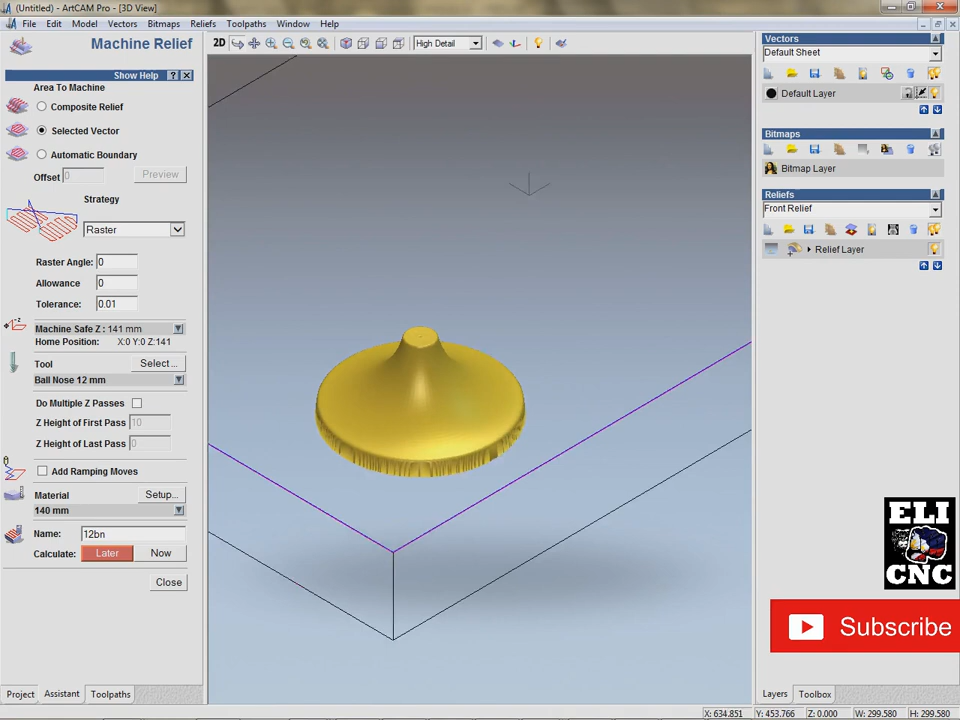 (Untitled) - ArtCAM Pro - [3D View]
File Edit Model Vectors Bitmaps Reliefs Toolpaths Window Help
2D High Detail
Machine Relief
Show Help ? X
Area To Machine
Composite Relief
Selected Vector
Automatic Boundary
Offset 0 Preview
Strategy
Raster
Raster Angle: 0
Allowance 0
Tolerance: 0.01
Machine Safe Z : 141 mm
Home Position: X:0 Y:0 Z:141
Tool Select ...
Ball Nose 12 mm
Do Multiple Z Passes
Z Height of First Pass 10
Z Height of Last Pass 0
Add Ramping Moves
Material Setup...
140 mm
Name: 12bn
Calculate: Later Now
Close
Project Assistant Toolpaths
Vectors
Default Sheet
Default Layer
Bitmaps
Bitmap Layer
Reliefs
Front Relief
Relief Layer
ELI
CNC
Subscribe
Layers Toolbox
X: 634.851 Y: 453.766 Z: 0.000 W: 299.580 H: 299.580